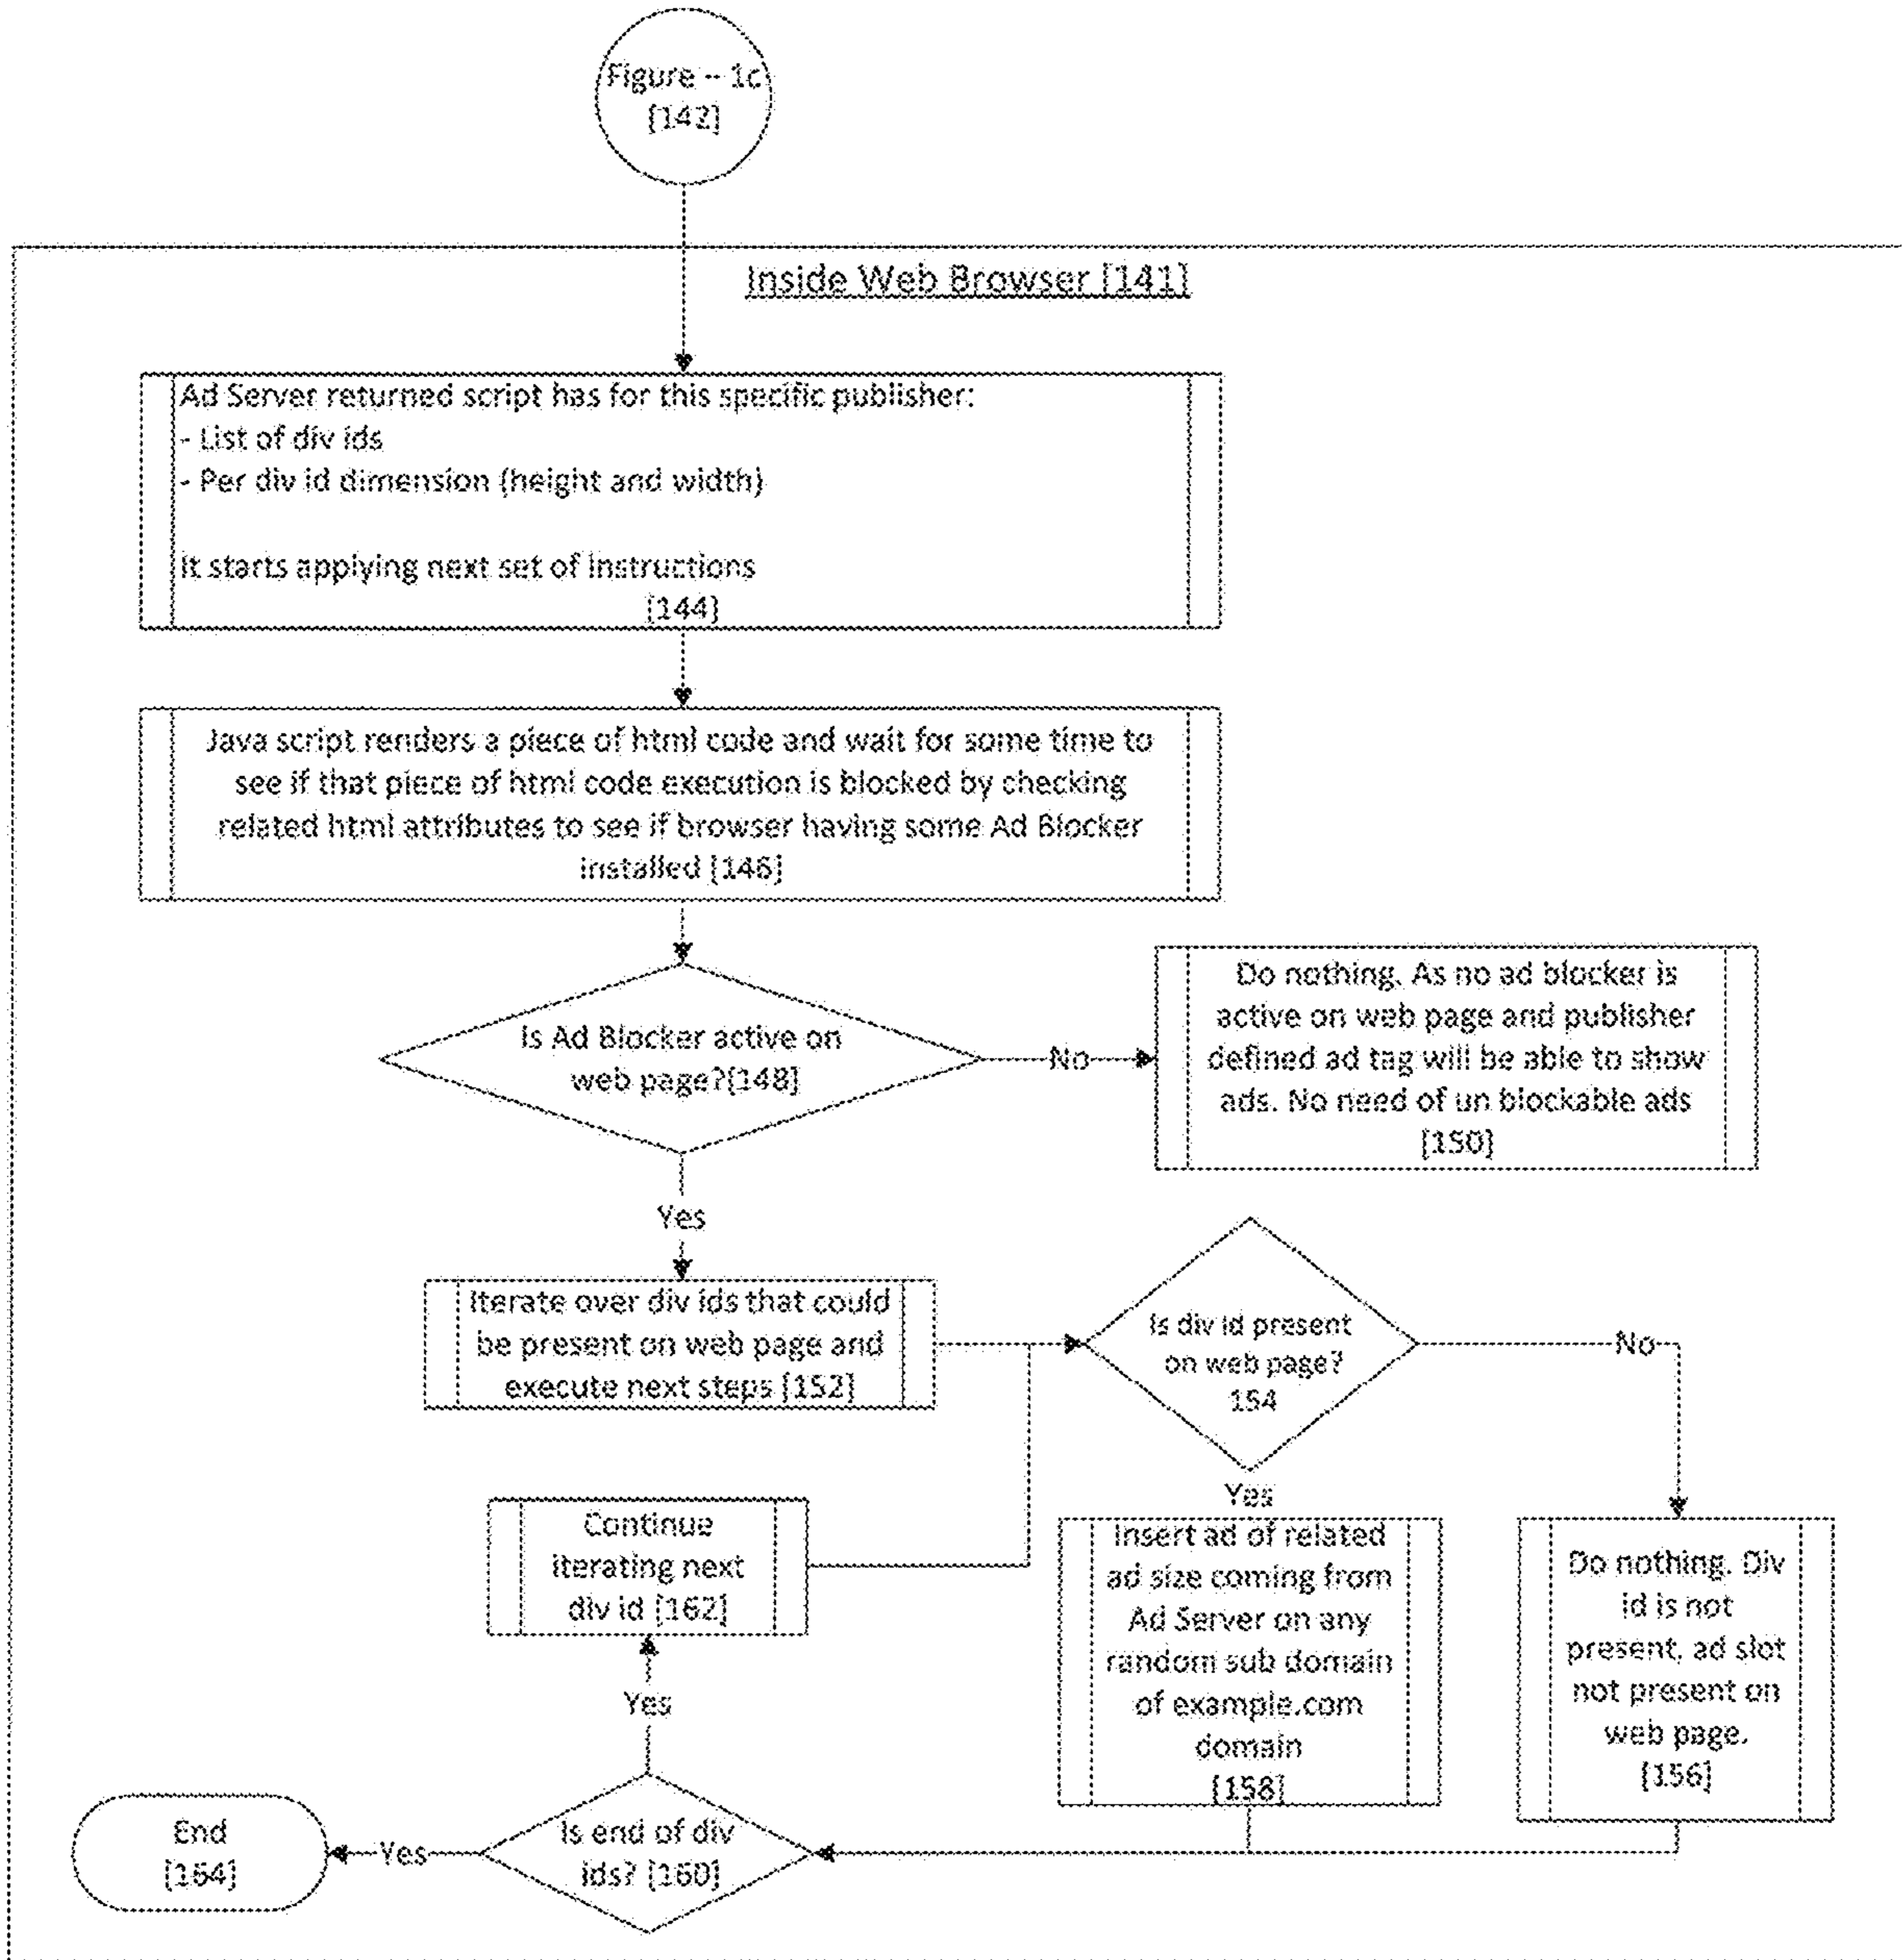 Figure -- 1c
[142]
Inside Web Browser [141]
Ad Server returned script has for this specific publisher:
- List of div ids
- Per div id dimension (height and width)
It starts applying next set of instructions
[144]
Java script renders a piece of html code and wait for some time to
see if that piece of html code execution is blocked by checking
related html attributes to see if browser having some Ad Blocker
installed [146]
Is Ad Blocker active on
web page?[148]
No
Do nothing. As no ad blocker is
active on web page and publisher
defined ad tag will be able to show
ads. No need of un blockable ads
[150]
Yes
Iterate over div ids that could
be present on web page and
execute next steps [152]
Is div id present
on web page?
154
No
Yes
Continue
iterating next
div id [162]
Insert ad of related
ad size coming from
Ad Server on any
random sub domain
of example.com
domain
[158]
Do nothing. Div
id is not
present, ad slot
not present on
web page.
[156]
Yes
End
[164]
Yes
Is end of div
ids? [160]